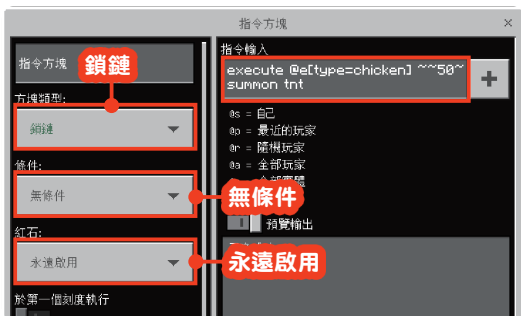 指令方塊
×
指令方塊
鎖鏈
方塊類型:
鎖鏈
條件:
無條件
無條件
紅石:
永遠啟用
永遠啟用
於第一個刻度執行
指令輸入
execute @e[type=chicken] ~~50~
summon tnt
+
@s = 自己
@p = 最近的玩家
@r = 隨機玩家
@a = 全部玩家
預覽輸出